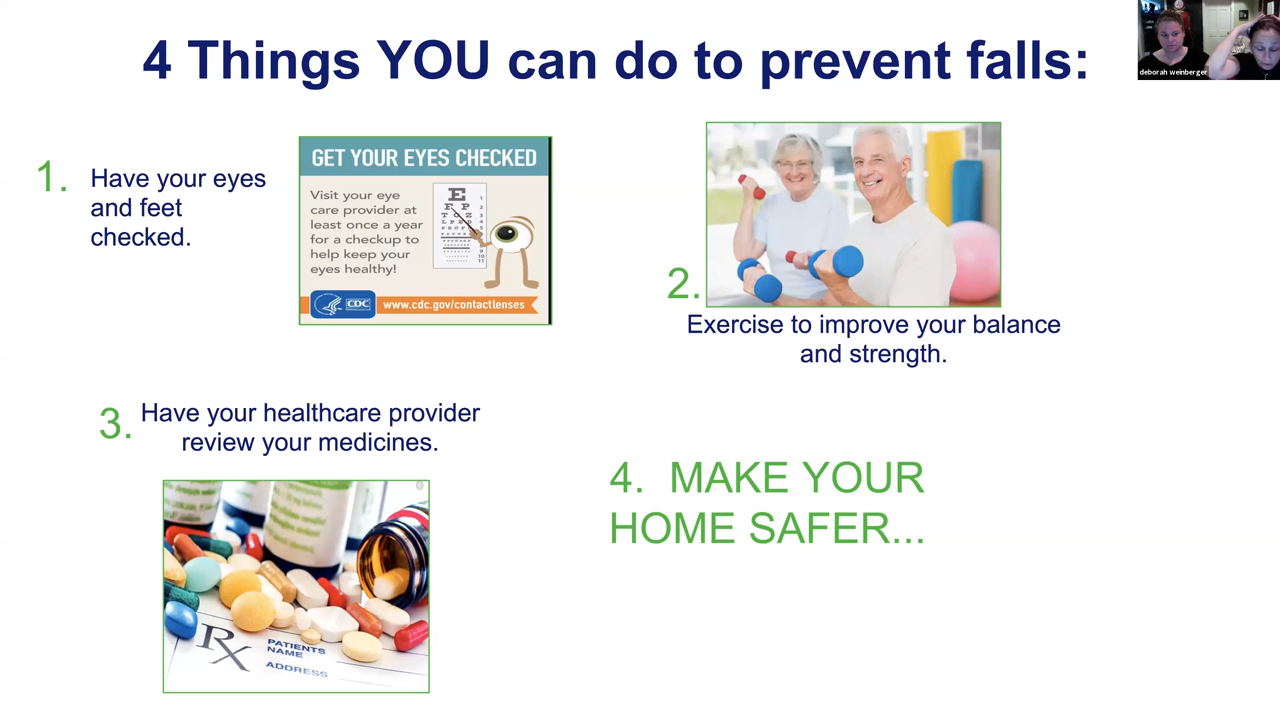 4 Things YOU can do to prevent falls:
deborah weinberger
1.
Have your eyes
and feet
checked.
GET YOUR EYES CHECKED
Visit your eye
care provider at
least once a year
for a checkup to
help keep your
eyes healthy!
E
F P
T O Z
L P E D
CDC
www.cdc.gov/contactlenses
2.
Exercise to improve your balance
and strength.
3.
Have your healthcare provider
review your medicines.
Rx
PATIENTS
NAME
ADDRESS
4. MAKE YOUR
HOME SAFER...